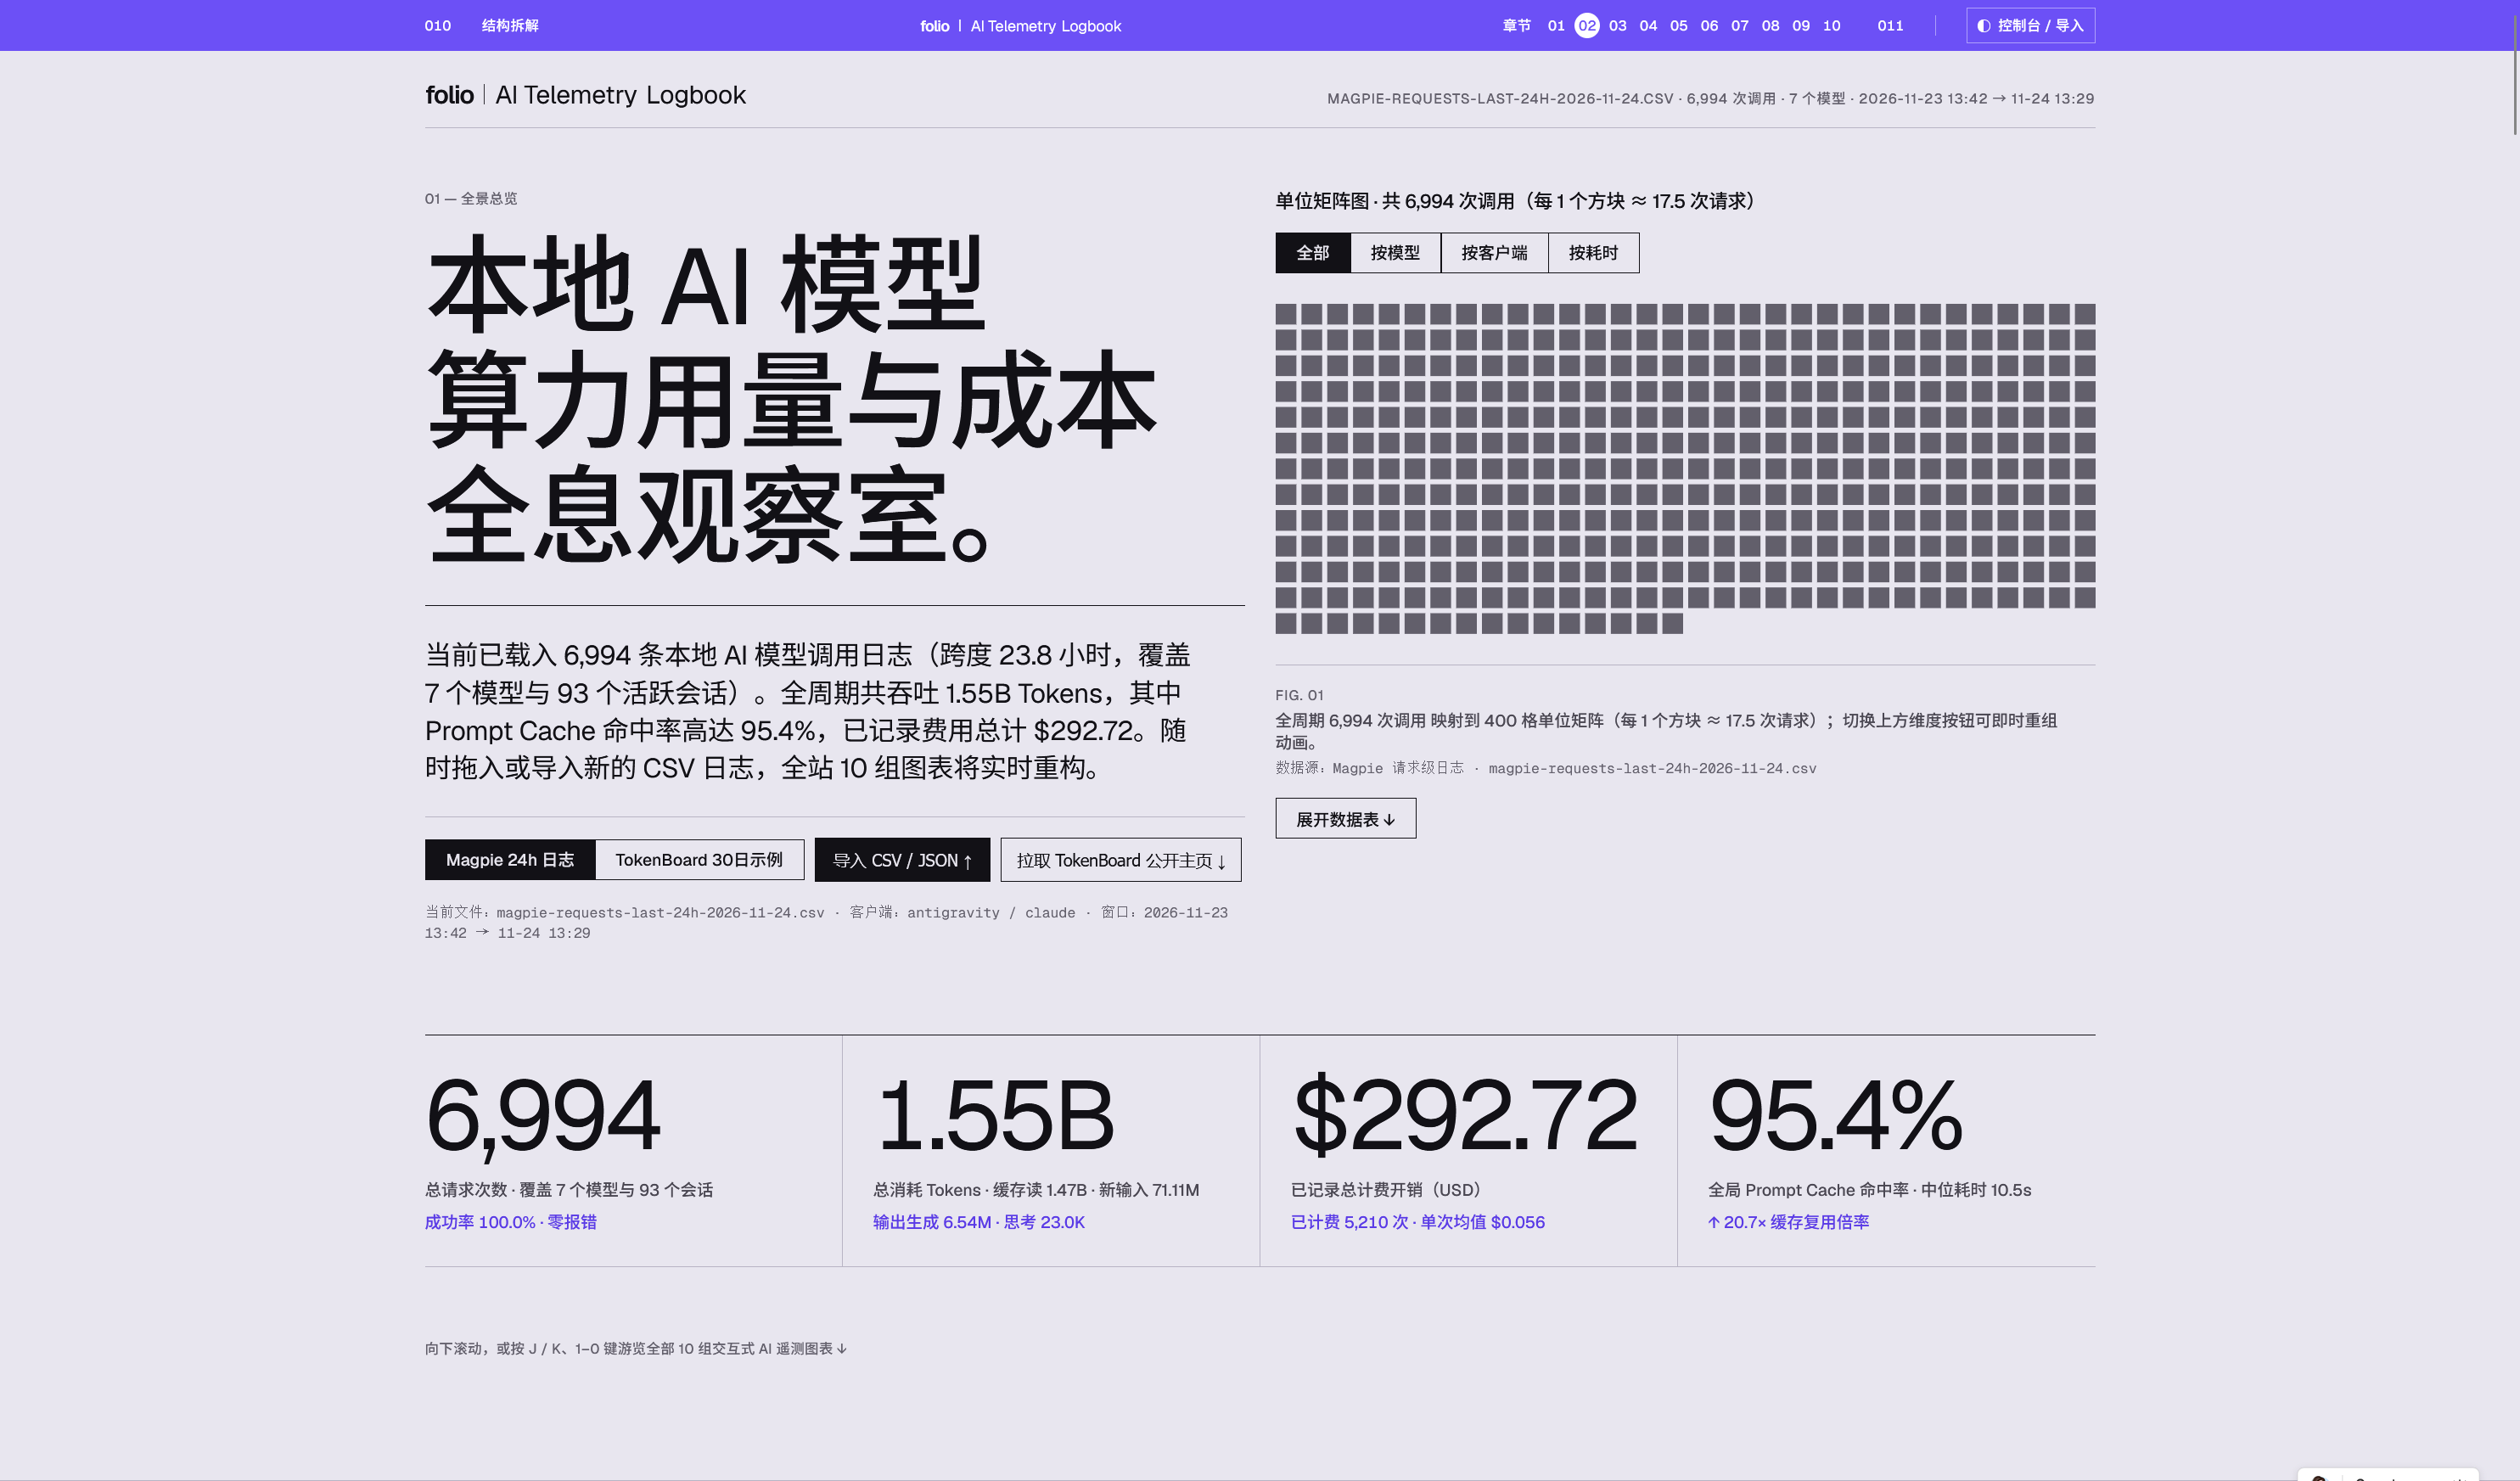 010 结构拆解 folio | AI Telemetry Logbook 章节 01 02 03 04 05 06 07 08 09 10 011 控制台 / 导入
folio | AI Telemetry Logbook
MAGPIE-REQUESTS-LAST-24H-2026-11-24.CSV · 6,994 次调用 · 7 个模型 · 2026-11-23 13:42 → 11-24 13:29
01 — 全景总览
本地 AI 模型
算力用量与成本
全息观察室。
当前已载入 6,994 条本地 AI 模型调用日志（跨度 23.8 小时，覆盖
7 个模型与 93 个活跃会话）。全周期共吞吐 1.55B Tokens，其中
Prompt Cache 命中率高达 95.4%，已记录费用总计 $292.72。随
时拖入或导入新的 CSV 日志，全站 10 组图表将实时重构。
Magpie 24h 日志 TokenBoard 30日示例 导入 CSV / JSON ↑ 拉取 TokenBoard 公开主页 ↓
当前文件：magpie-requests-last-24h-2026-11-24.csv · 客户端：antigravity / claude · 窗口：2026-11-23
13:42 → 11-24 13:29
单位矩阵图 · 共 6,994 次调用（每 1 个方块 ≈ 17.5 次请求）
全部 按模型 按客户端 按耗时
FIG. 01
全周期 6,994 次调用 映射到 400 格单位矩阵（每 1 个方块 ≈ 17.5 次请求）；切换上方维度按钮可即时重组
动画。
数据源：Magpie 请求级日志 · magpie-requests-last-24h-2026-11-24.csv
展开数据表 ↓
6,994
总请求次数 · 覆盖 7 个模型与 93 个会话
成功率 100.0% · 零报错
1.55B
总消耗 Tokens · 缓存读 1.47B · 新输入 71.11M
输出生成 6.54M · 思考 23.0K
$292.72
已记录总计费开销（USD）
已计费 5,210 次 · 单次均值 $0.056
95.4%
全局 Prompt Cache 命中率 · 中位耗时 10.5s
↑ 20.7× 缓存复用倍率
向下滚动，或按 J / K、1–0 键游览全部 10 组交互式 AI 遥测图表 ↓